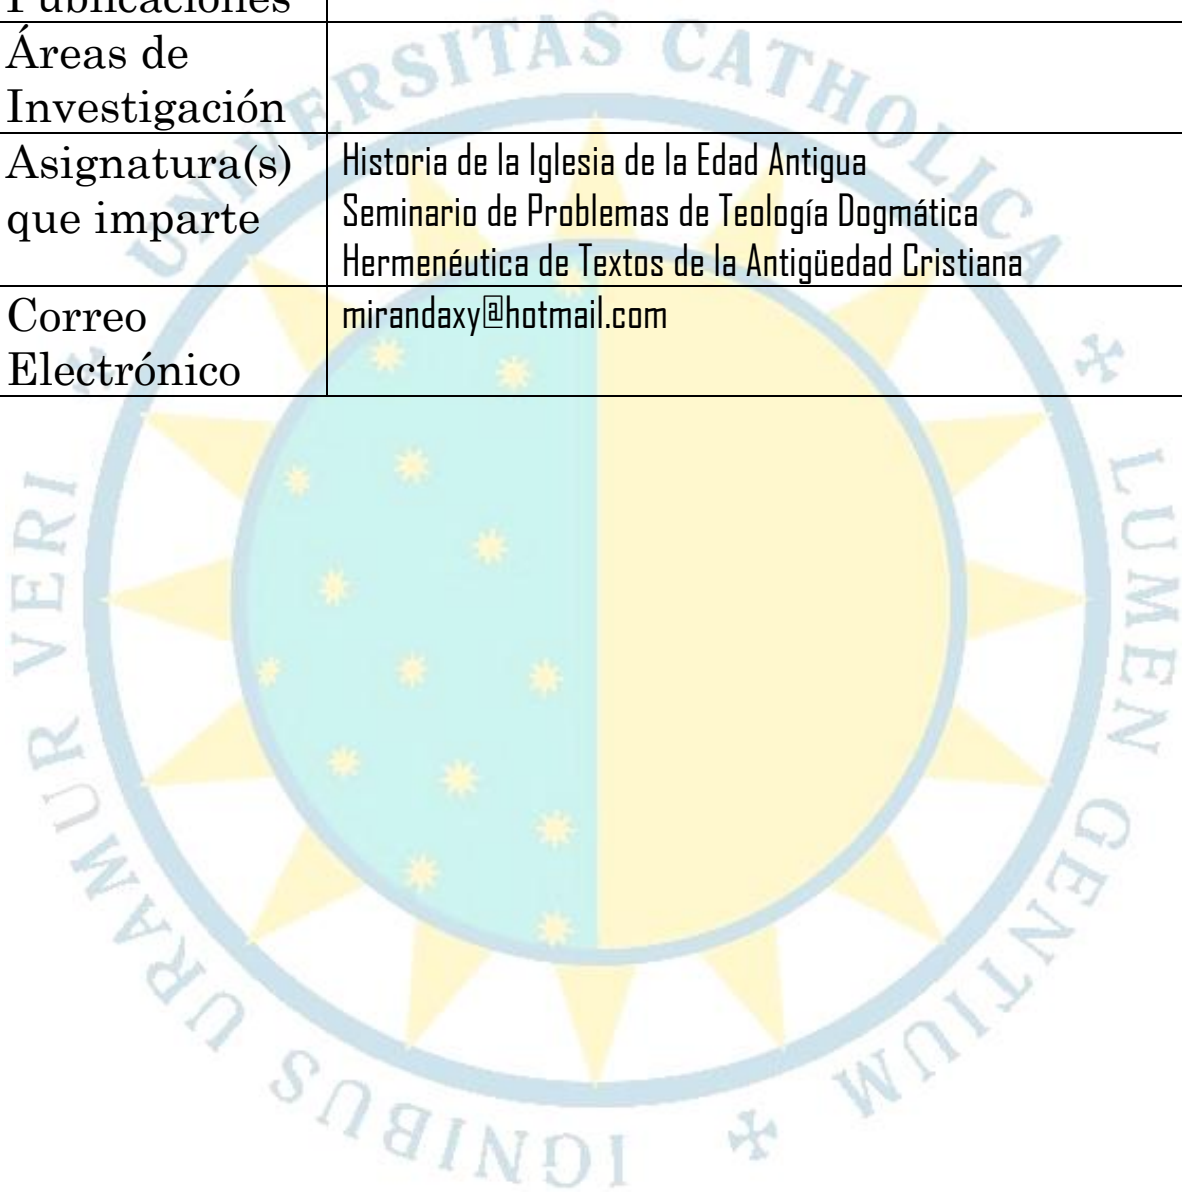 Publicaciones
Áreas de
Investigación
Asignatura(s)
que imparte
Historia de la Iglesia de la Edad Antigua
Seminario de Problemas de Teología Dogmática
Hermenéutica de Textos de la Antigüedad Cristiana
Correo
Electrónico
mirandaxy@hotmail.com
UNIVERSITAS CATHOLICA
LUMEN GENTIUM
IGNIBUS URAMUR VERI